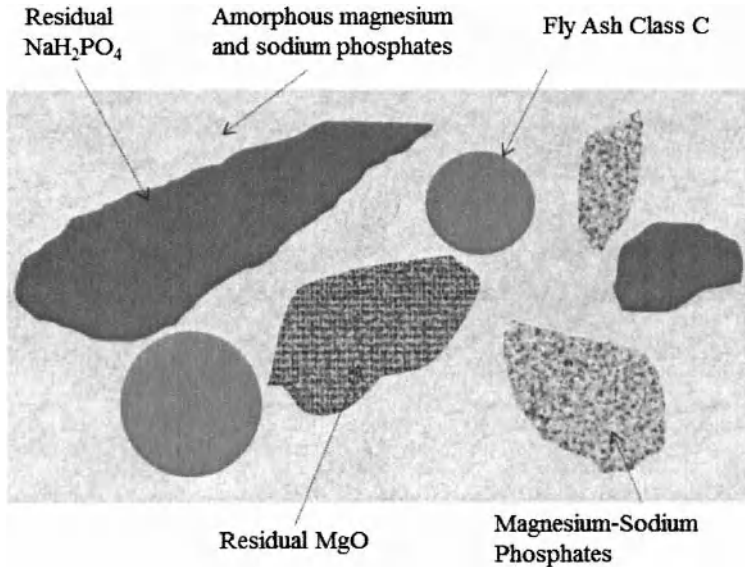 Residual
NaH₂PO₄
Amorphous magnesium
and sodium phosphates
Fly Ash Class C
Residual MgO
Magnesium-Sodium
Phosphates